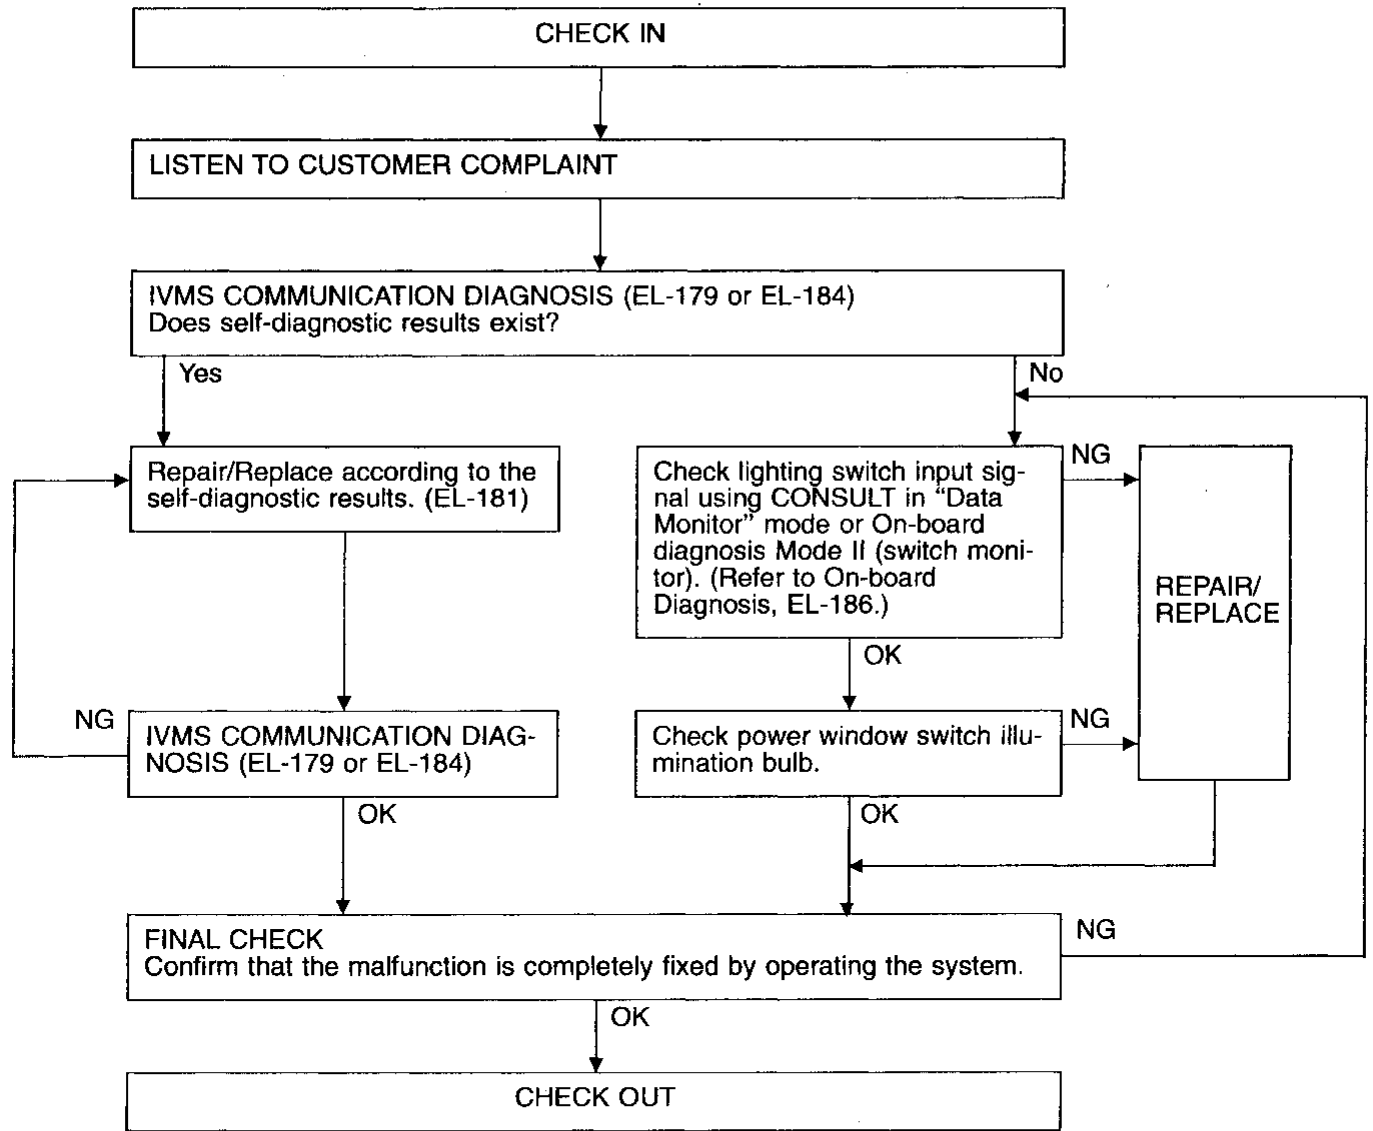 CHECK IN
LISTEN TO CUSTOMER COMPLAINT
IVMS COMMUNICATION DIAGNOSIS (EL-179 or EL-184)
Does self-diagnostic results exist?
Yes
No
Repair/Replace according to the
self-diagnostic results. (EL-181)
Check lighting switch input sig-
nal using CONSULT in “Data
Monitor” mode or On-board
diagnosis Mode II (switch moni-
tor). (Refer to On-board
Diagnosis, EL-186.)
NG
REPAIR/
REPLACE
OK
NG
IVMS COMMUNICATION DIAG-
NOSIS (EL-179 or EL-184)
Check power window switch illu-
mination bulb.
NG
OK
OK
FINAL CHECK
Confirm that the malfunction is completely fixed by operating the system.
NG
OK
CHECK OUT